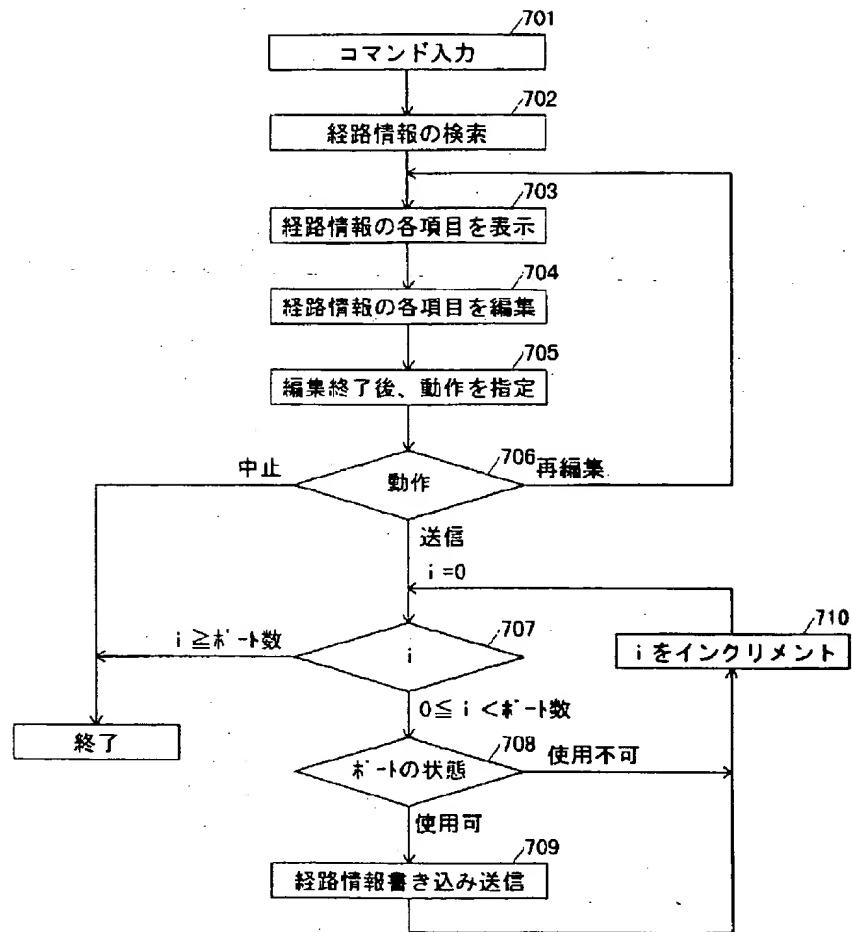 701
コマンド入力
702
経路情報の検索
703
経路情報の各項目を表示
704
経路情報の各項目を編集
705
編集終了後、動作を指定
706
中止
動作
再編集
送信
i=0
707
710
i≧ポート数
i
iをインクリメント
0≦i<ポート数
終了
708
ポートの状態
使用不可
使用可
709
経路情報書き込み送信